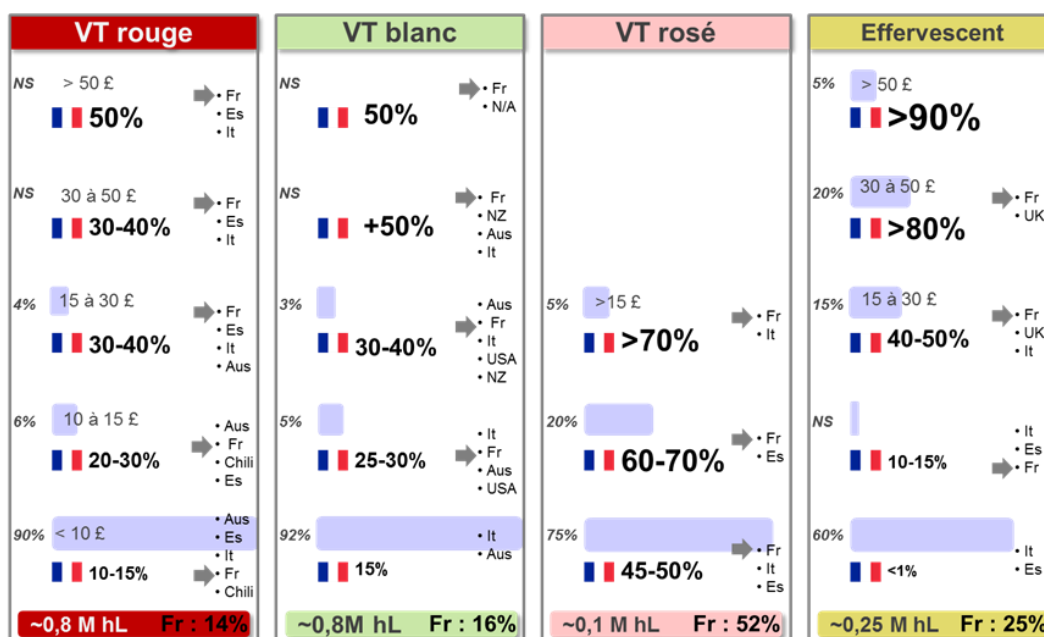 VT rouge
NS
> 50 £
50%
• Fr
• Es
• It
NS
30 à 50 £
30-40%
• Fr
• Es
• It
4%
15 à 30 £
30-40%
• Fr
• Es
• It
• Aus
6%
10 à 15 £
20-30%
• Aus
• Fr
• Chili
• Es
90%
< 10 £
10-15%
• Aus
• Es
• It
• Fr
• Chili
~0,8 M hL Fr : 14%
VT blanc
NS
50%
• Fr
• N/A
NS
+50%
• Fr
• NZ
• Aus
• It
3%
30-40%
• Aus
• Fr
• It
• USA
• NZ
5%
25-30%
• It
• Fr
• Aus
• USA
92%
15%
• It
• Aus
~0,8M hL Fr : 16%
VT rosé
5%
>15 £
>70%
• Fr
• It
20%
60-70%
• Fr
• Es
75%
45-50%
• Fr
• It
• Es
~0,1 M hL Fr : 52%
Effervescent
5%
> 50 £
>90%
20%
30 à 50 £
>80%
• Fr
• UK
15%
15 à 30 £
40-50%
• Fr
• UK
• It
NS
10-15%
• It
• Es
• Fr
60%
<1%
• It
• Es
~0,25 M hL Fr : 25%